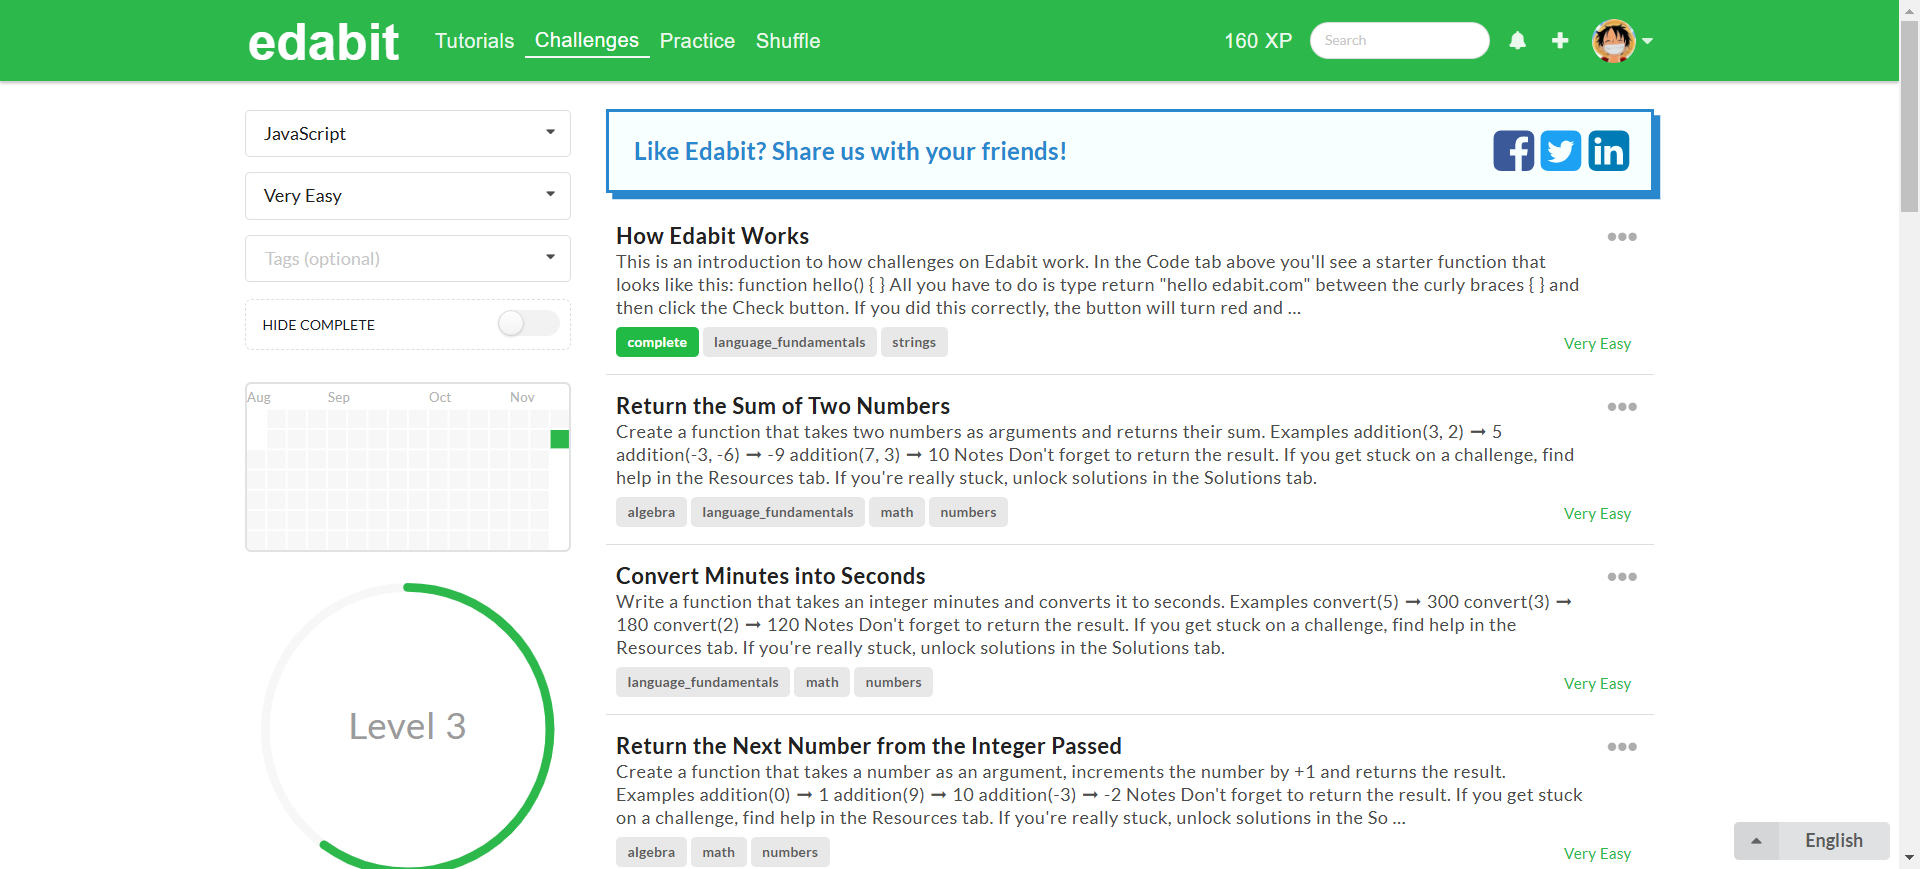 edabit Tutorials Challenges Practice Shuffle 160 XP Search
JavaScript
Very Easy
Tags (optional)
HIDE COMPLETE
Aug Sep Oct Nov
Level 3
Like Edabit? Share us with your friends!
How Edabit Works
This is an introduction to how challenges on Edabit work. In the Code tab above you'll see a starter function that
looks like this: function hello() { } All you have to do is type return "hello edabit.com" between the curly braces { } and
then click the Check button. If you did this correctly, the button will turn red and ...
complete language_fundamentals strings
Very Easy
Return the Sum of Two Numbers
Create a function that takes two numbers as arguments and returns their sum. Examples addition(3, 2) ➞ 5
addition(-3, -6) ➞ -9 addition(7, 3) ➞ 10 Notes Don't forget to return the result. If you get stuck on a challenge, find
help in the Resources tab. If you're really stuck, unlock solutions in the Solutions tab.
algebra language_fundamentals math numbers
Very Easy
Convert Minutes into Seconds
Write a function that takes an integer minutes and converts it to seconds. Examples convert(5) ➞ 300 convert(3) ➞
180 convert(2) ➞ 120 Notes Don't forget to return the result. If you get stuck on a challenge, find help in the
Resources tab. If you're really stuck, unlock solutions in the Solutions tab.
language_fundamentals math numbers
Very Easy
Return the Next Number from the Integer Passed
Create a function that takes a number as an argument, increments the number by +1 and returns the result.
Examples addition(0) ➞ 1 addition(9) ➞ 10 addition(-3) ➞ -2 Notes Don't forget to return the result. If you get stuck
on a challenge, find help in the Resources tab. If you're really stuck, unlock solutions in the So ...
algebra math numbers
Very Easy
English